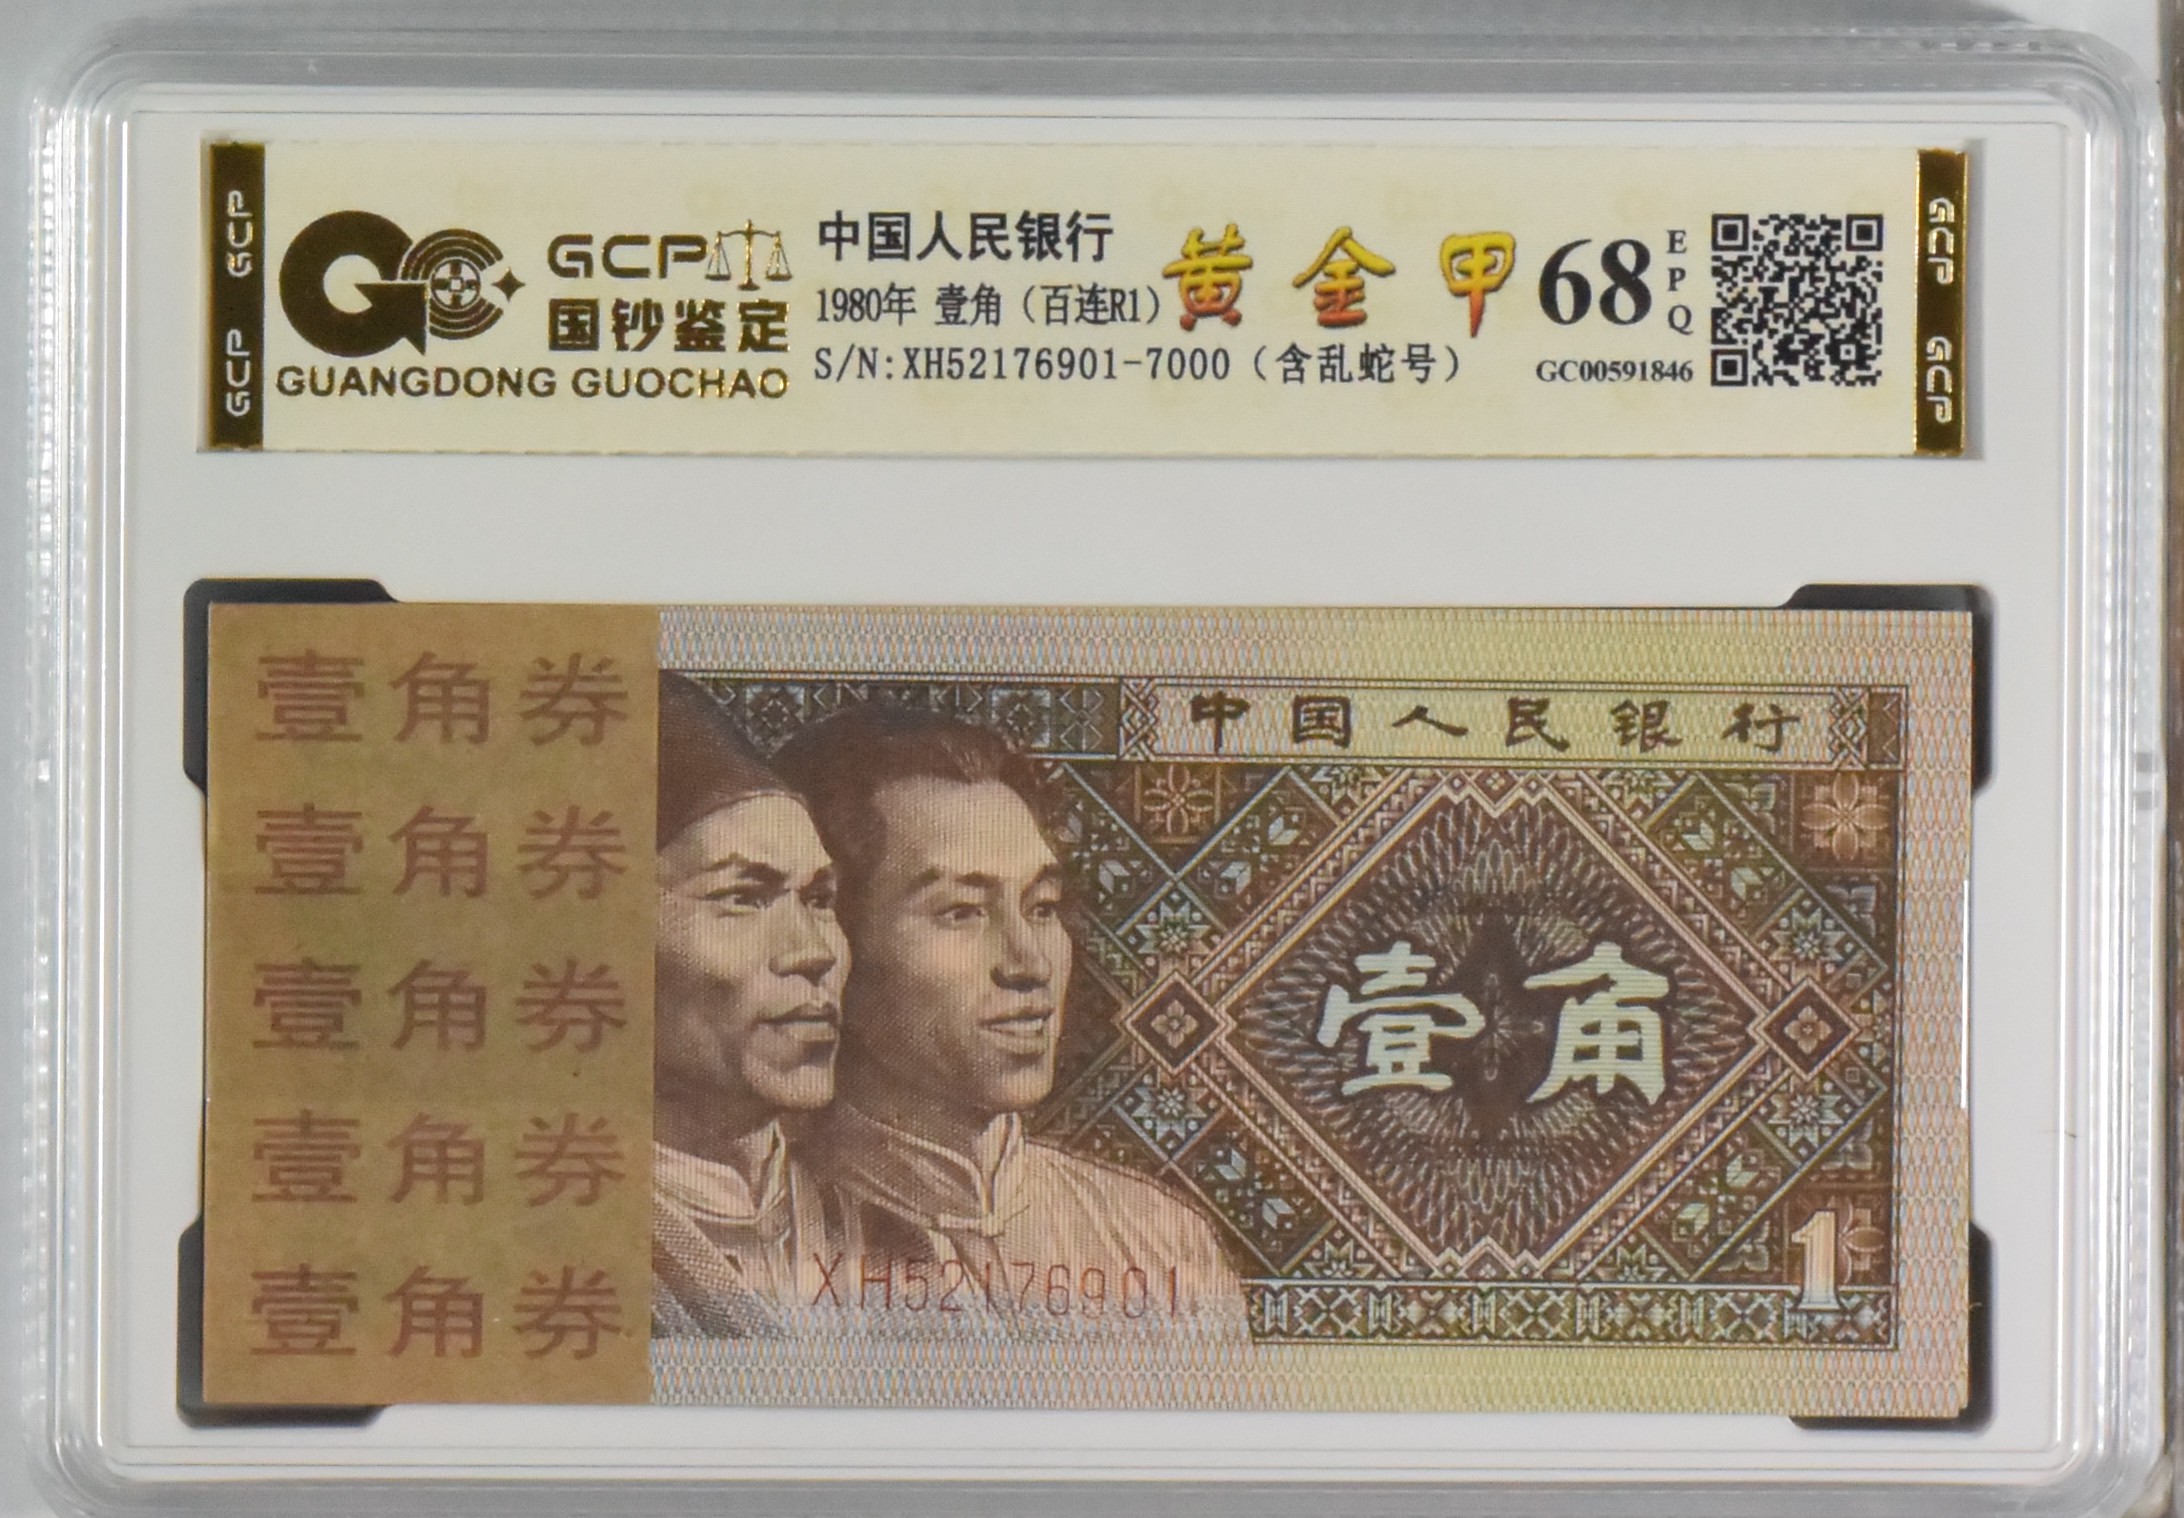 GCP GCP
GCP
国钞鉴定
GUANGDONG GUOCHAO
中国人民银行
1980年 壹角（百连R1）
S/N:XH52176901-7000（含乱蛇号）
黄金甲
68
EPQ
GC00591846
GCP GCP
壹角券
壹角券
壹角券
壹角券
壹角券
中国人民银行
壹角
XH52176901
1